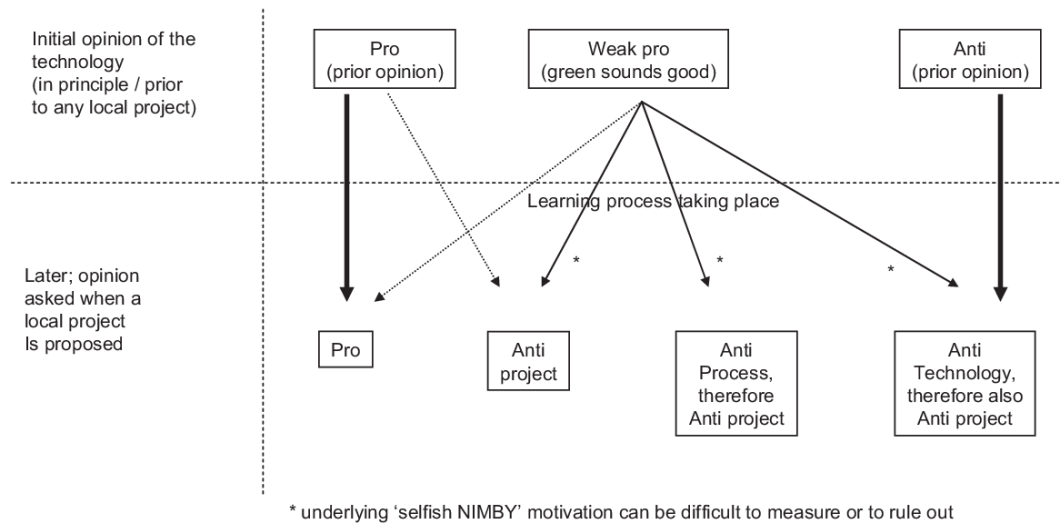 Initial opinion of the
technology
(in principle / prior
to any local project)
Pro
(prior opinion)
Weak pro
(green sounds good)
Anti
(prior opinion)
Learning process taking place
*
*
*
Later; opinion
asked when a
local project
Is proposed
Pro
Anti
project
Anti
Process,
therefore
Anti project
Anti
Technology,
therefore also
Anti project
* underlying ‘selfish NIMBY’ motivation can be difficult to measure or to rule out